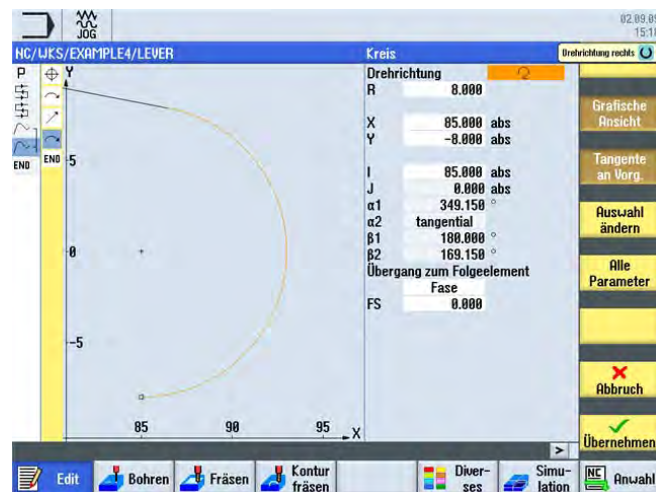 JOG
02.09.09
15:10
NC/WKS/EXAMPLE4/LEVER
Kreis
Drehrichtung rechts
P
END
END
Y
5
0
-5
85
90
95
X
Drehrichtung
R 8.000
X 85.000 abs
Y -8.000 abs
I 85.000 abs
J 0.000 abs
α1 349.150 °
α2 tangential
β1 180.000 °
β2 169.150 °
Übergang zum Folgeelement
Fase
FS 0.000
Grafische
Ansicht
Tangente
an Vorg.
Auswahl
ändern
Alle
Parameter
Abbruch
Übernehmen
>
Edit
Bohren
Fräsen
Kontur
fräsen
Diver-
ses
Simu-
lation
NC
Anwahl